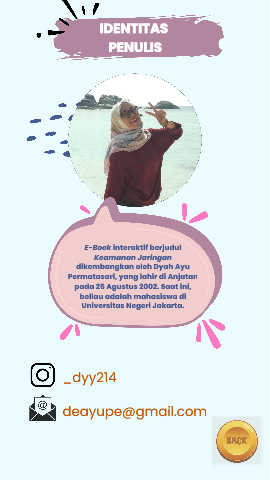 IDENTITAS
PENULIS
E-Book interaktif berjudul
Keamanan Jaringan
dikembangkan oleh Dyah Ayu
Permatasari, yang lahir di Anjatan
pada 25 Agustus 2002. Saat ini,
beliau adalah mahasiswa di
Universitas Negeri Jakarta.
_dyy214
deayupe@gmail.com
BACK